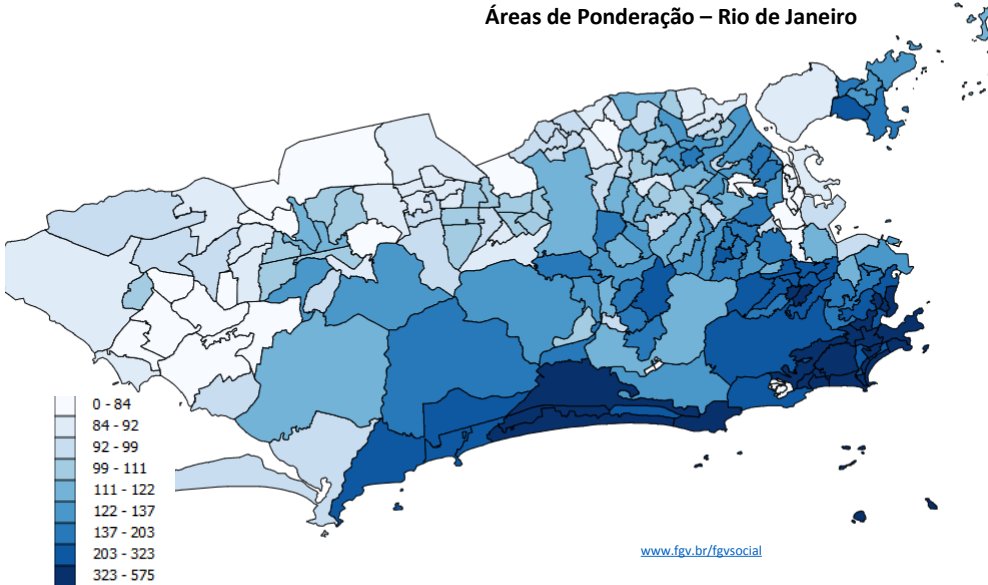 Áreas de Ponderação – Rio de Janeiro
0 - 84
84 - 92
92 - 99
99 - 111
111 - 122
122 - 137
137 - 203
203 - 323
323 - 575
www.fgv.br/fgvsocial